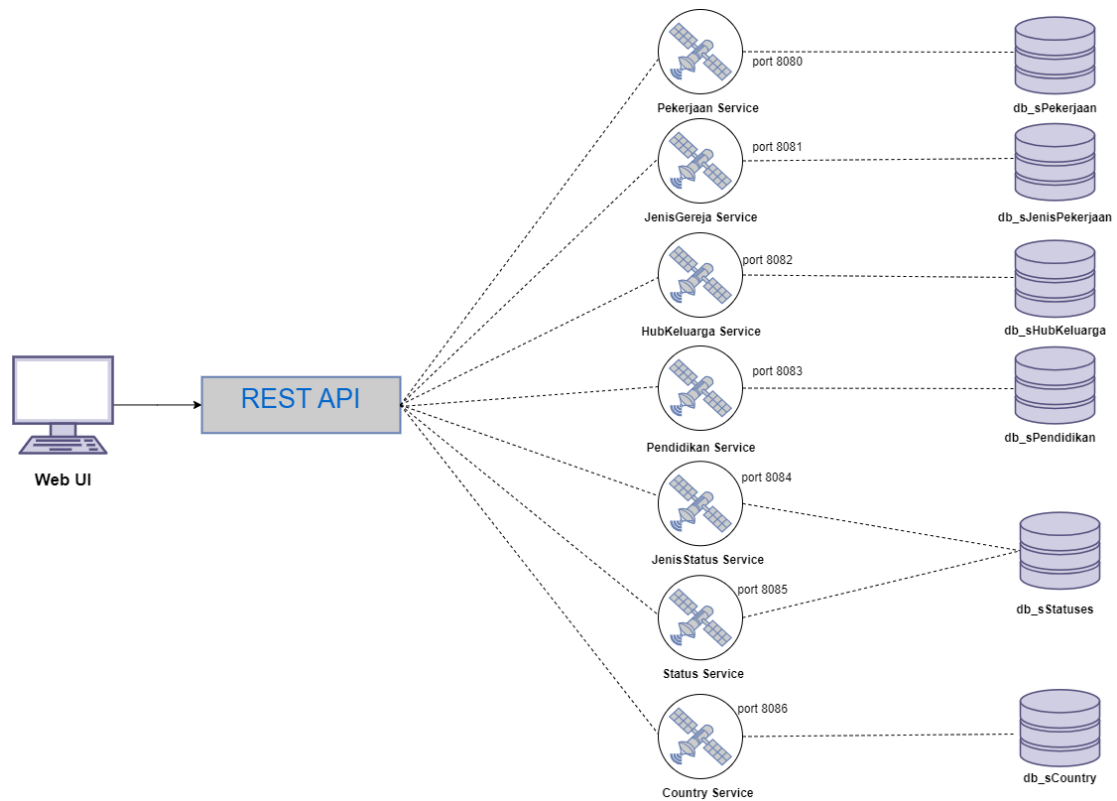 port 8080
Pekerjaan Service
db_sPekerjaan
port 8081
JenisGereja Service
db_sJenisPekerjaan
port 8082
HubKeluarga Service
db_sHubKeluarga
port 8083
REST API
Pendidikan Service
db_sPendidikan
Web UI
port 8084
JenisStatus Service
port 8085
db_sStatuses
Status Service
port 8086
Country Service
db_sCountry